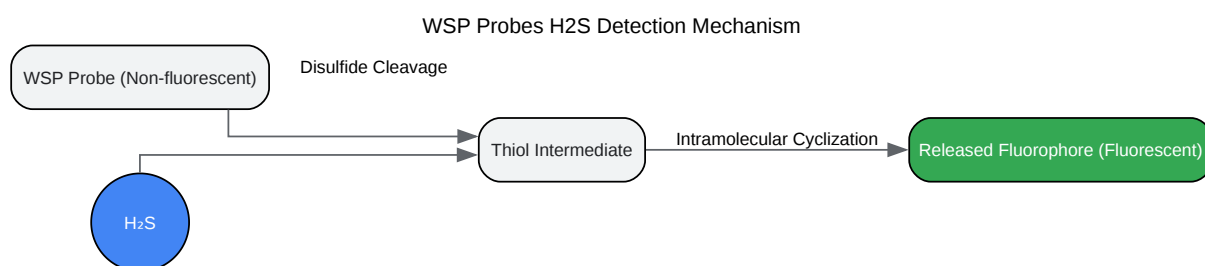 WSP Probes H2S Detection Mechanism
WSP Probe (Non-fluorescent)
Disulfide Cleavage
Thiol Intermediate
Intramolecular Cyclization
Released Fluorophore (Fluorescent)
H₂S